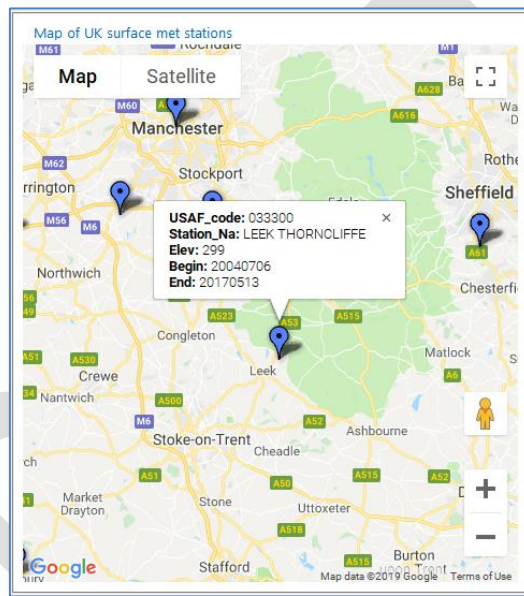 Map of UK surface met stations
Rochdale
M1
Map Satellite
A628
M60
A616
Manchester
M62
Stockport
Sheffield
M56
M6
USAF_code: 033300
Station_Na: LEEK THORNCLIFFE
Elev: 299
Begin: 20040706
End: 20170513
×
A61
Northwich
A523
A53
A515
Congleton
Matlock
A51
A530
Leek
A6
Crewe
Nantwich
A500
A52
Ashbourne
M6
Stoke-on-Trent
Cheadle
A51
A50
A515
A52
Market
Drayton
Stone
Uttoxeter
A518
Stafford
A515
Burton
upon Trent
Google
Map data ©2019 Google Terms of Use